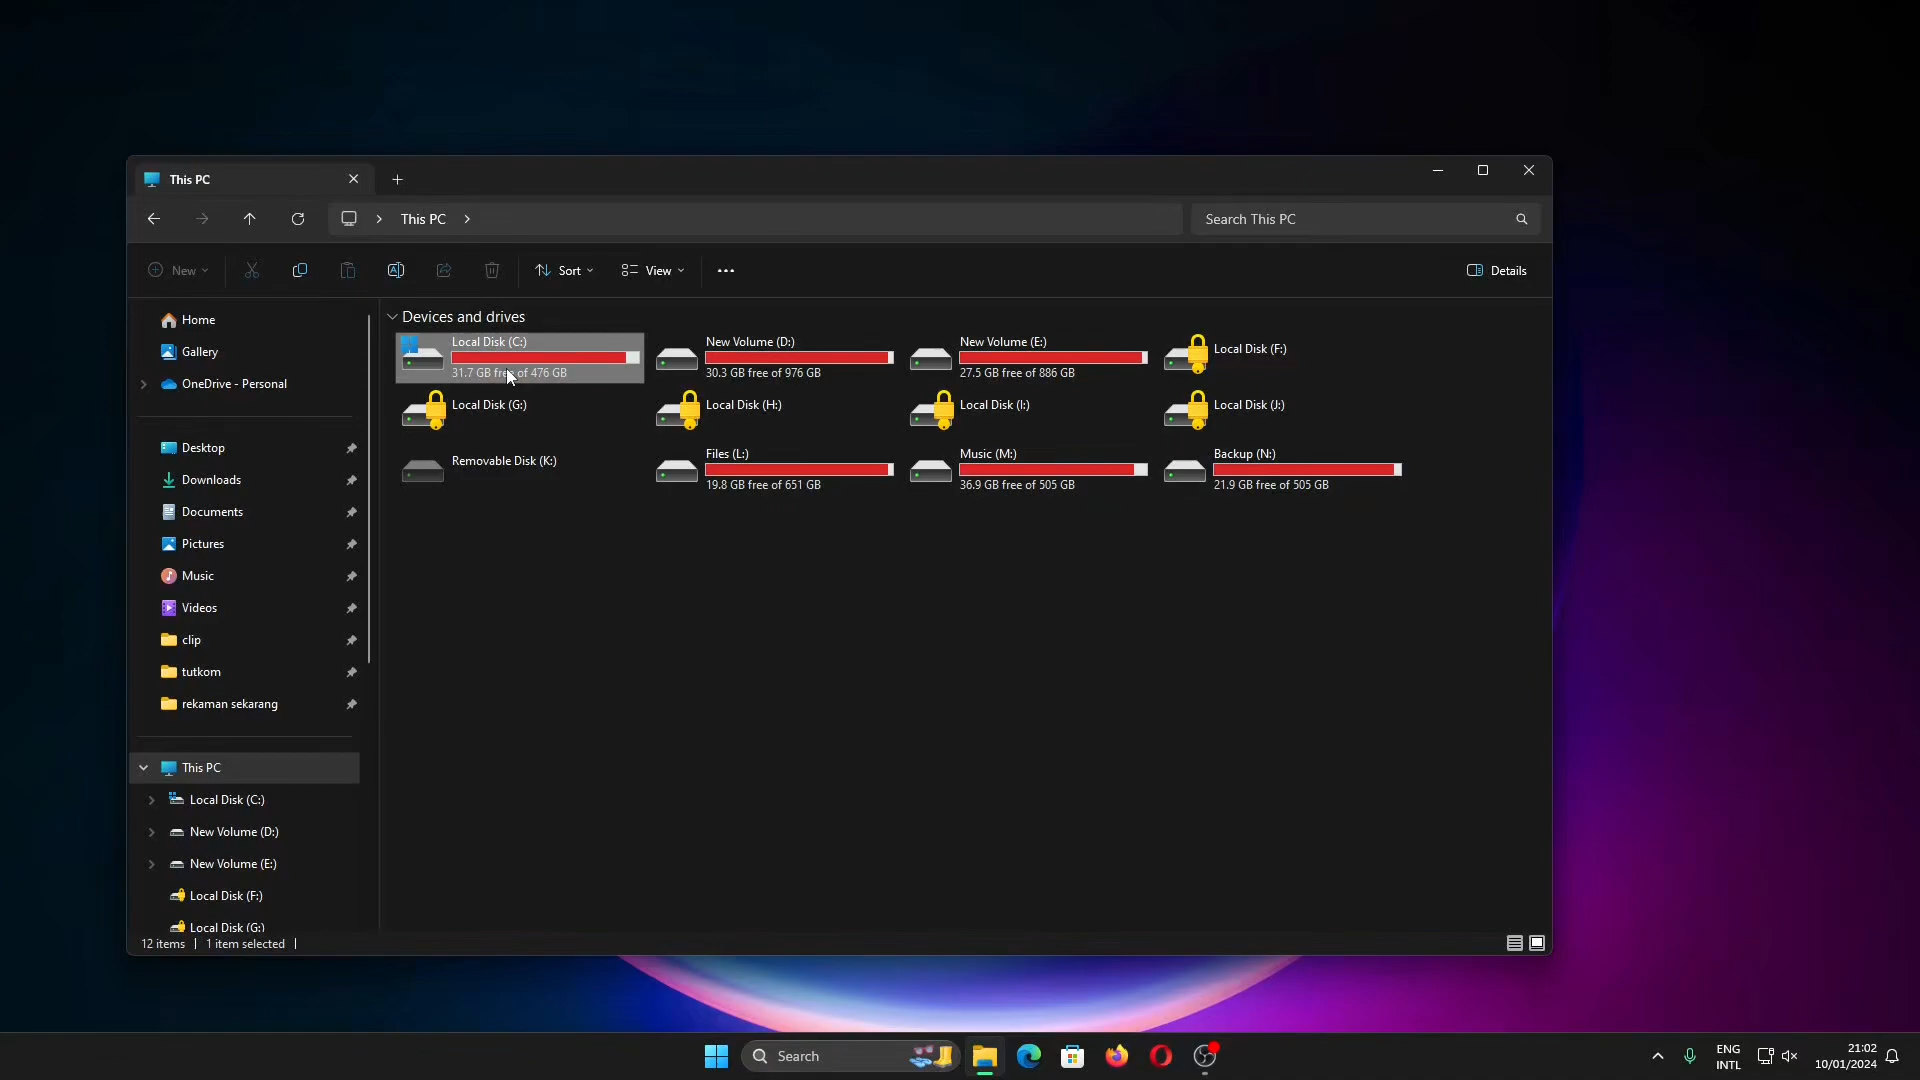 This PC
This PC
Search This PC
New
Sort
View
Details
Home
Gallery
OneDrive - Personal
Desktop
Downloads
Documents
Pictures
Music
Videos
clip
tutkom
rekaman sekarang
This PC
Local Disk (C:)
New Volume (D:)
New Volume (E:)
Local Disk (F:)
Local Disk (G:)
Devices and drives
Local Disk (C:)
31.7 GB free of 476 GB
New Volume (D:)
30.3 GB free of 976 GB
New Volume (E:)
27.5 GB free of 886 GB
Local Disk (F:)
Local Disk (G:)
Local Disk (H:)
Local Disk (I:)
Local Disk (J:)
Removable Disk (K:)
Files (L:)
19.8 GB free of 651 GB
Music (M:)
36.9 GB free of 505 GB
Backup (N:)
21.9 GB free of 505 GB
12 items
1 item selected
Search
ENG
INTL
21:02
10/01/2024